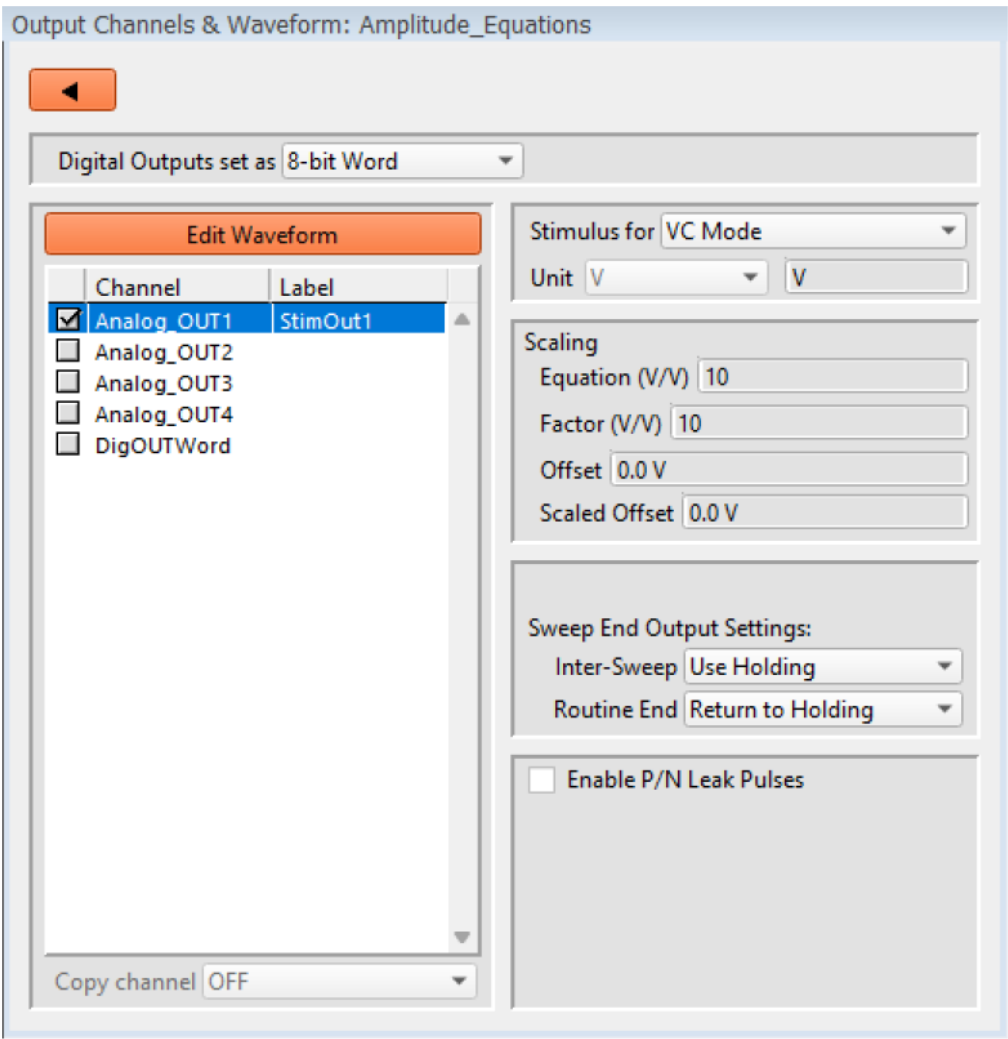 Output Channels & Waveform: Amplitude_Equations
Digital Outputs set as 8-bit Word
Edit Waveform
Channel Label
Analog_OUT1 StimOut1
Analog_OUT2
Analog_OUT3
Analog_OUT4
DigOUTWord
Copy channel OFF
Stimulus for VC Mode
Unit V V
Scaling
Equation (V/V) 10
Factor (V/V) 10
Offset 0.0 V
Scaled Offset 0.0 V
Sweep End Output Settings:
Inter-Sweep Use Holding
Routine End Return to Holding
Enable P/N Leak Pulses